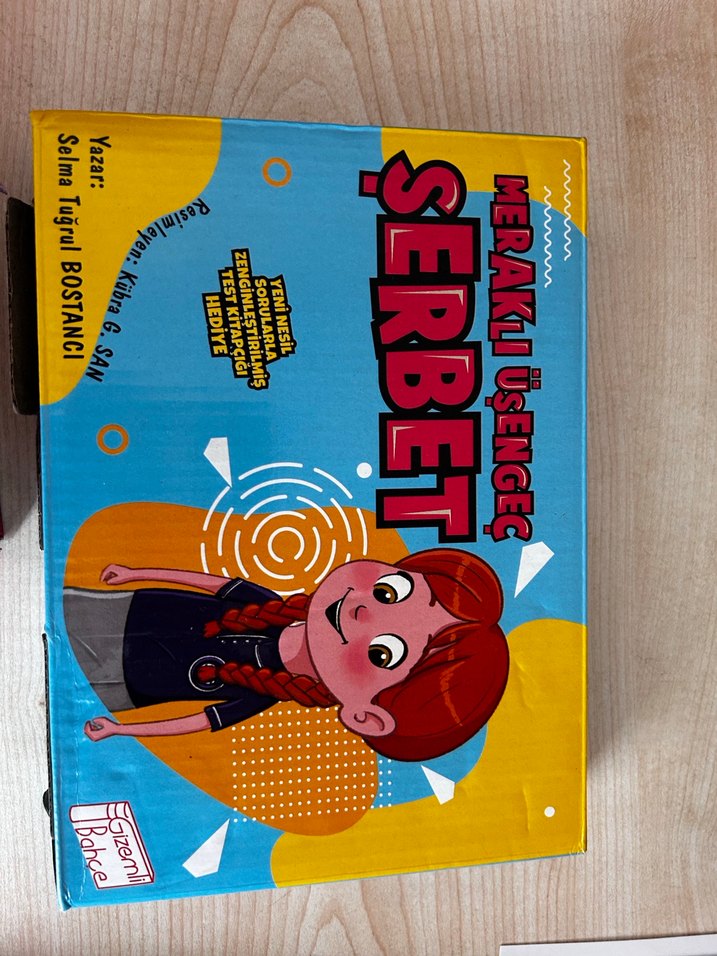 MERAKLI ÜŞENGEÇ
ŞERBET
YENİ NESİL
SORULARLA
ZENGİNLEŞTİRİLMİŞ
TEST KİTAPÇIĞI
HEDİYE
Resimleyen: Kübra G. ŞAN
Yazar:
Selma Tuğrul BOSTANCI
Gizemli
Bahçe